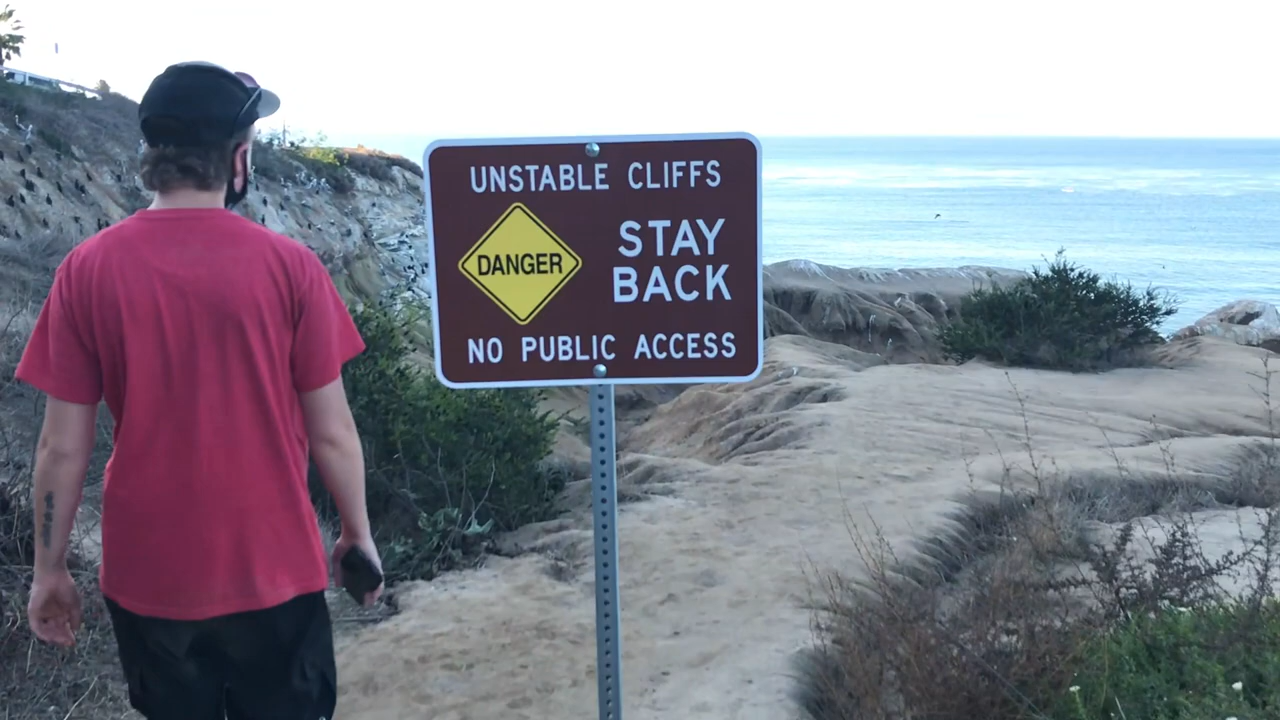 UNSTABLE CLIFFS
DANGER
STAY
BACK
NO PUBLIC ACCESS